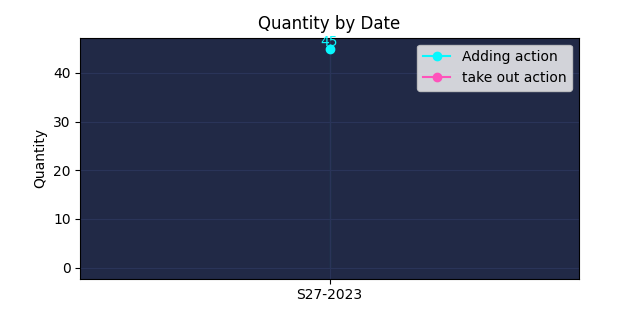 Quantity by Date
45
Adding action
take out action
Quantity
40
30
20
10
0
S27-2023